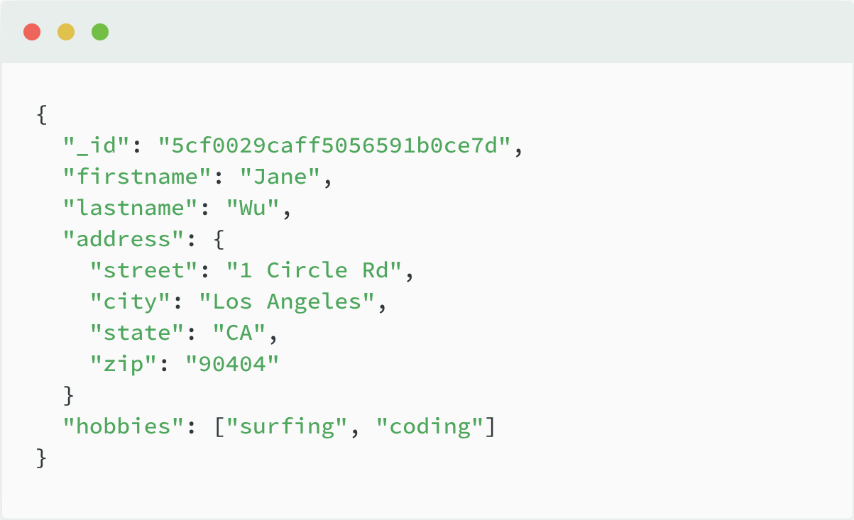 {
"_id": "5cf0029caff5056591b0ce7d",
"firstname": "Jane",
"lastname": "Wu",
"address": {
"street": "1 Circle Rd",
"city": "Los Angeles",
"state": "CA",
"zip": "90404"
}
"hobbies": ["surfing", "coding"]
}